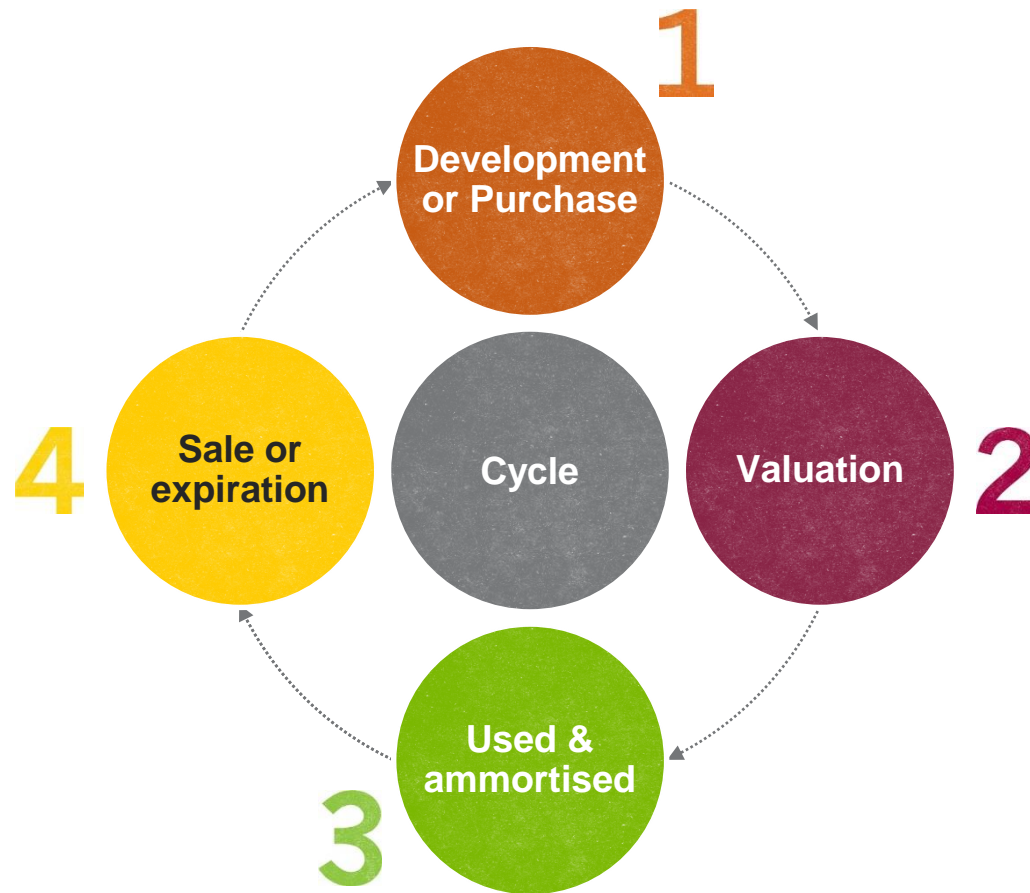 1
Development
or Purchase
2
Valuation
3
Used &
ammortised
4
Sale or
expiration
Cycle